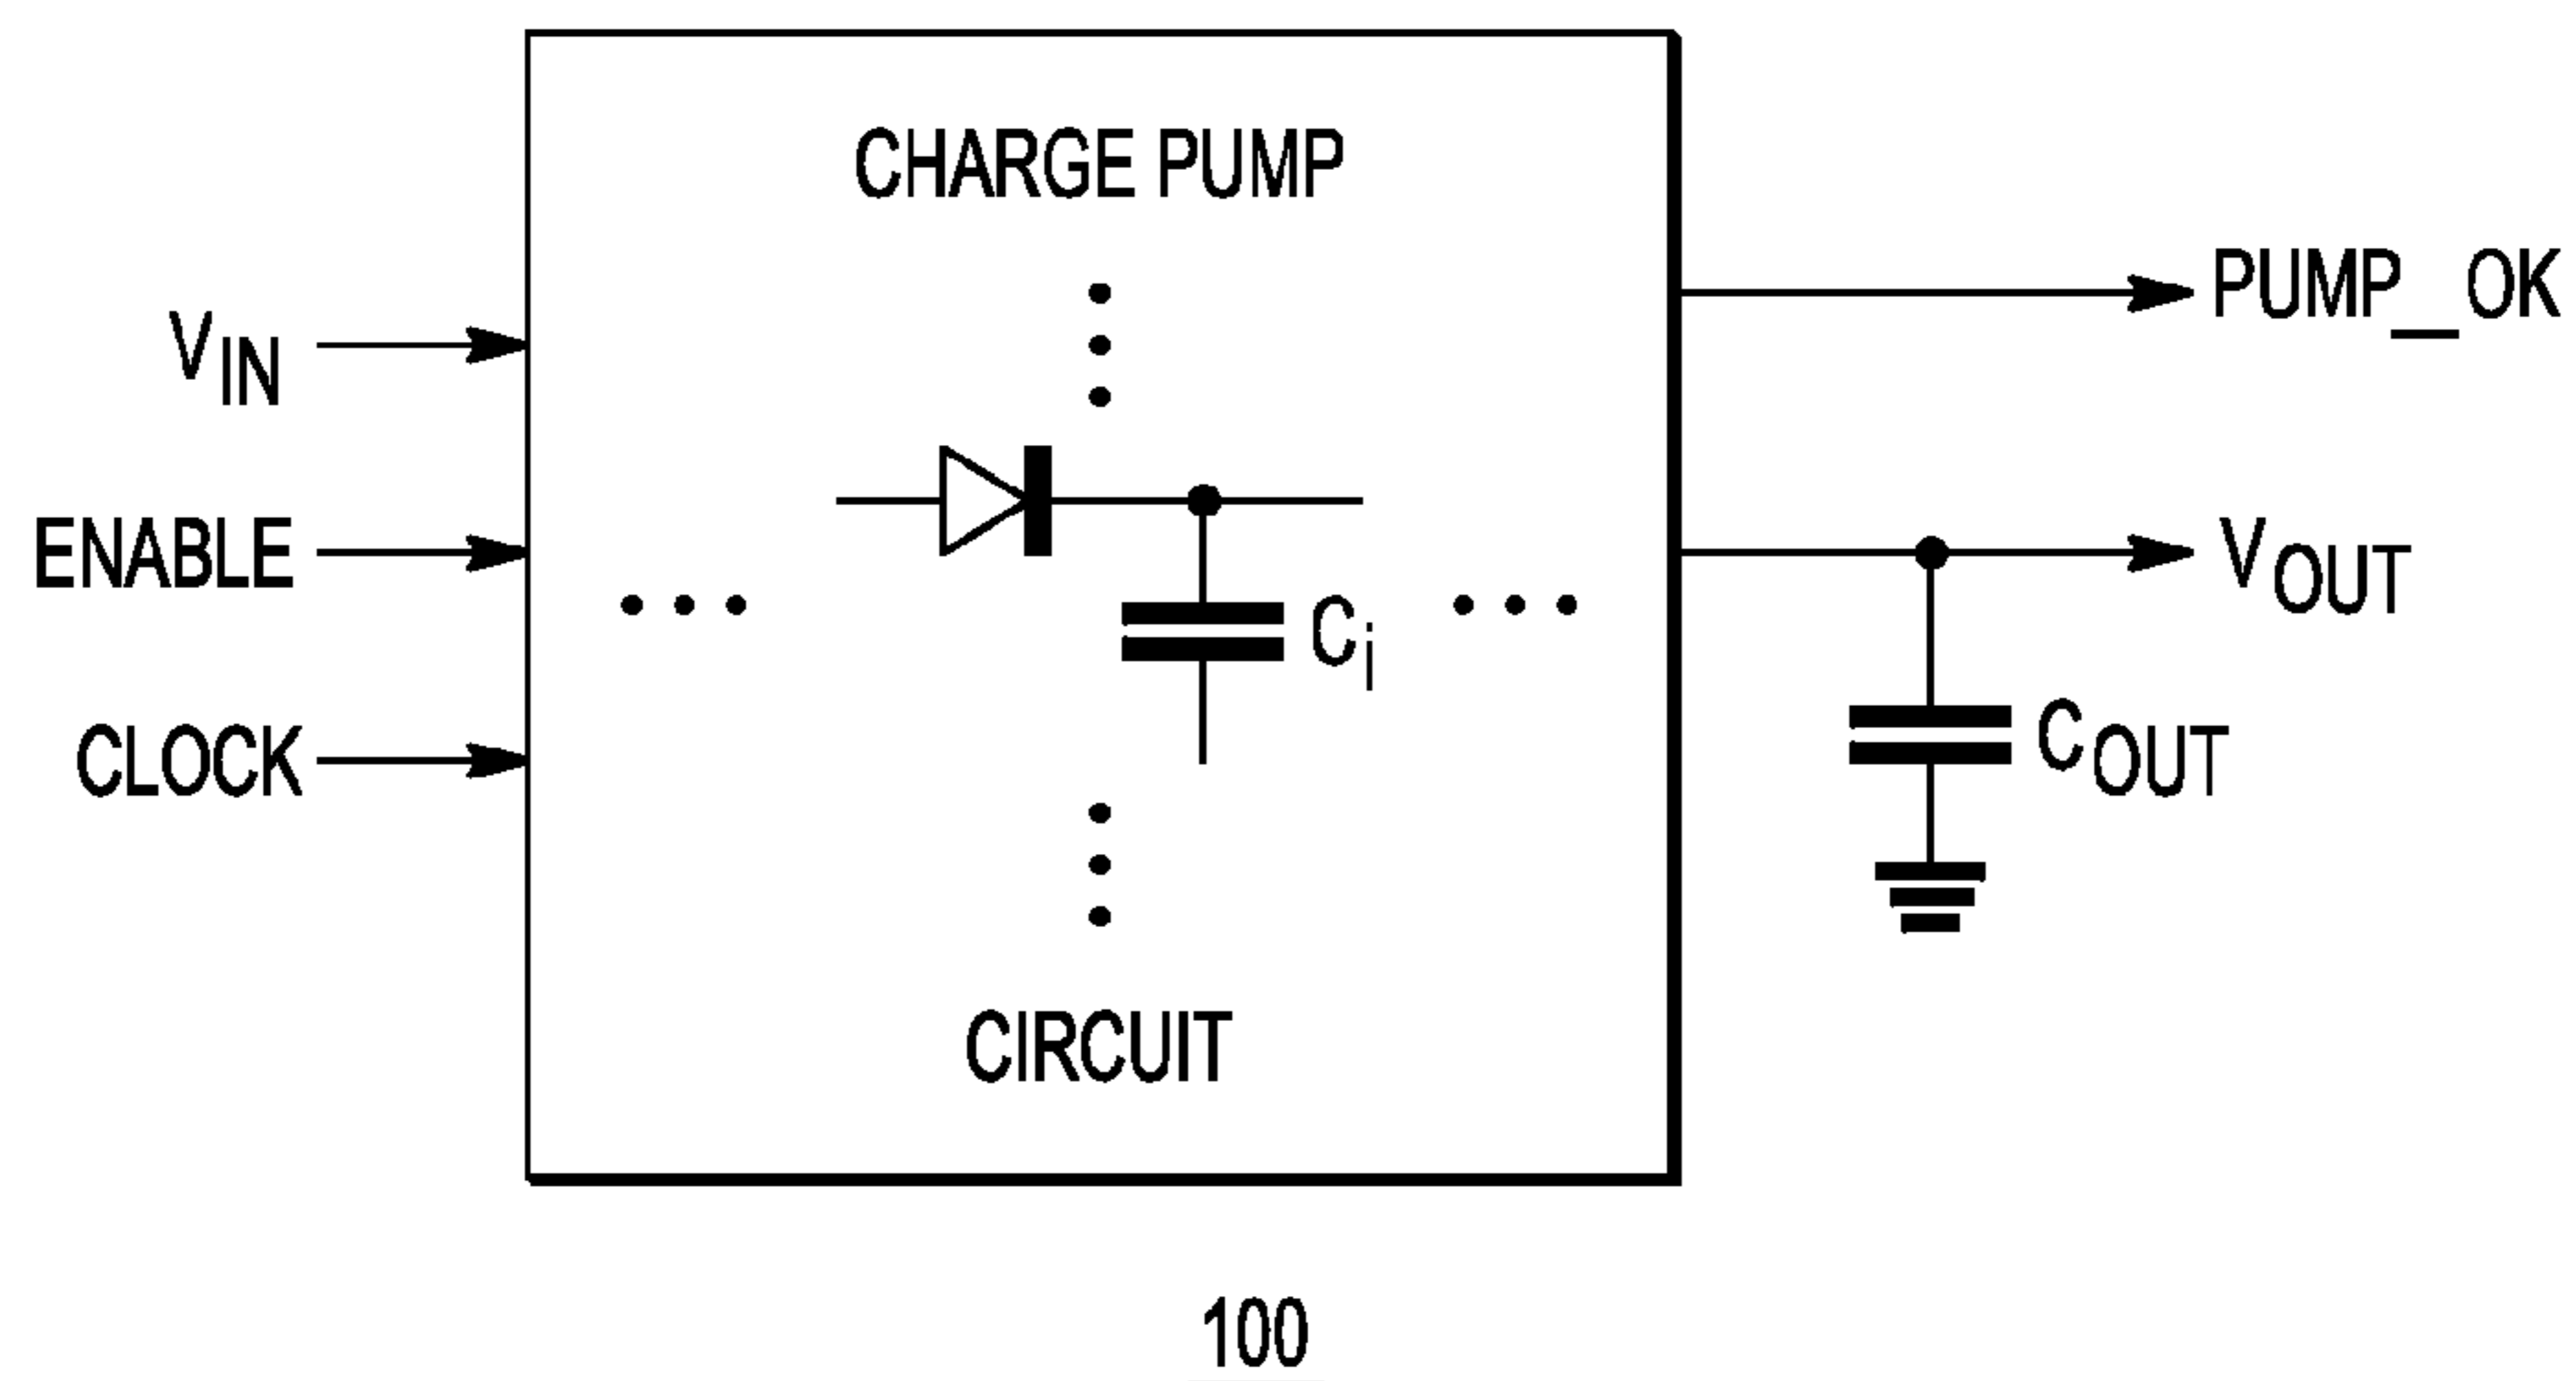 CHARGE PUMP
PUMP_OK
VIN
ENABLE
VOUT
Ci
CLOCK
COUT
CIRCUIT
100